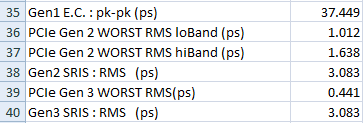 35 Gen1 E.C. : pk-pk (ps) 37.449
36 PCIe Gen 2 WORST RMS loBand (ps) 1.012
37 PCIe Gen 2 WORST RMS hiBand (ps) 1.638
38 Gen2 SRIS : RMS (ps) 3.083
39 PCIe Gen 3 WORST RMS(ps) 0.441
40 Gen3 SRIS : RMS (ps) 3.083